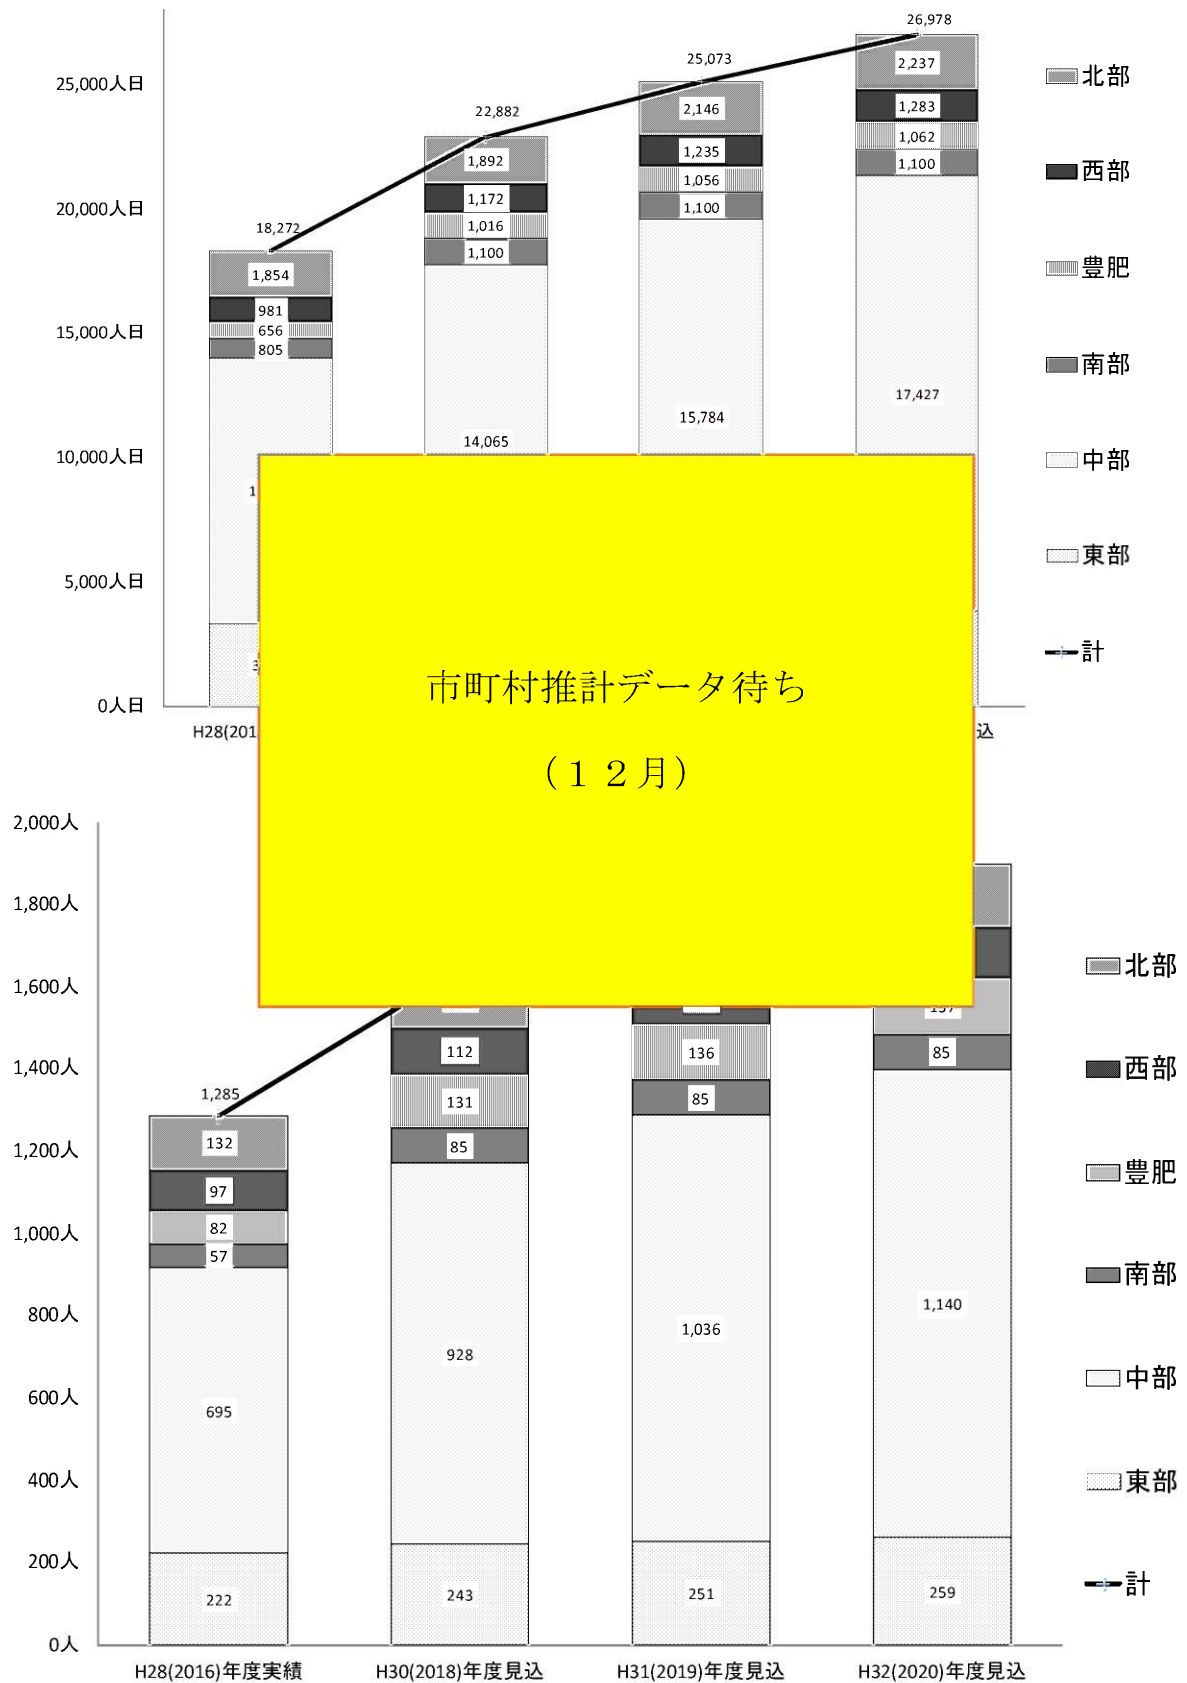 26,978
25,073
22,882
18,272
25,000人日
20,000人日
15,000人日
10,000人日
5,000人日
0人日
2,237
1,283
1,062
1,100
17,427
2,146
1,235
1,056
1,100
15,784
1,892
1,172
1,016
1,100
14,065
1,854
981
656
805
北部
西部
豊肥
南部
中部
東部
計
H28(201
込
市町村推計データ待ち
（１２月）
2,000人
1,800人
1,600人
1,400人
1,200人
1,000人
800人
600人
400人
200人
0人
1,285
132
97
82
57
695
222
112
131
85
928
243
136
85
1,036
251
85
1,140
259
北部
西部
豊肥
南部
中部
東部
計
H28(2016)年度実績
H30(2018)年度見込
H31(2019)年度見込
H32(2020)年度見込